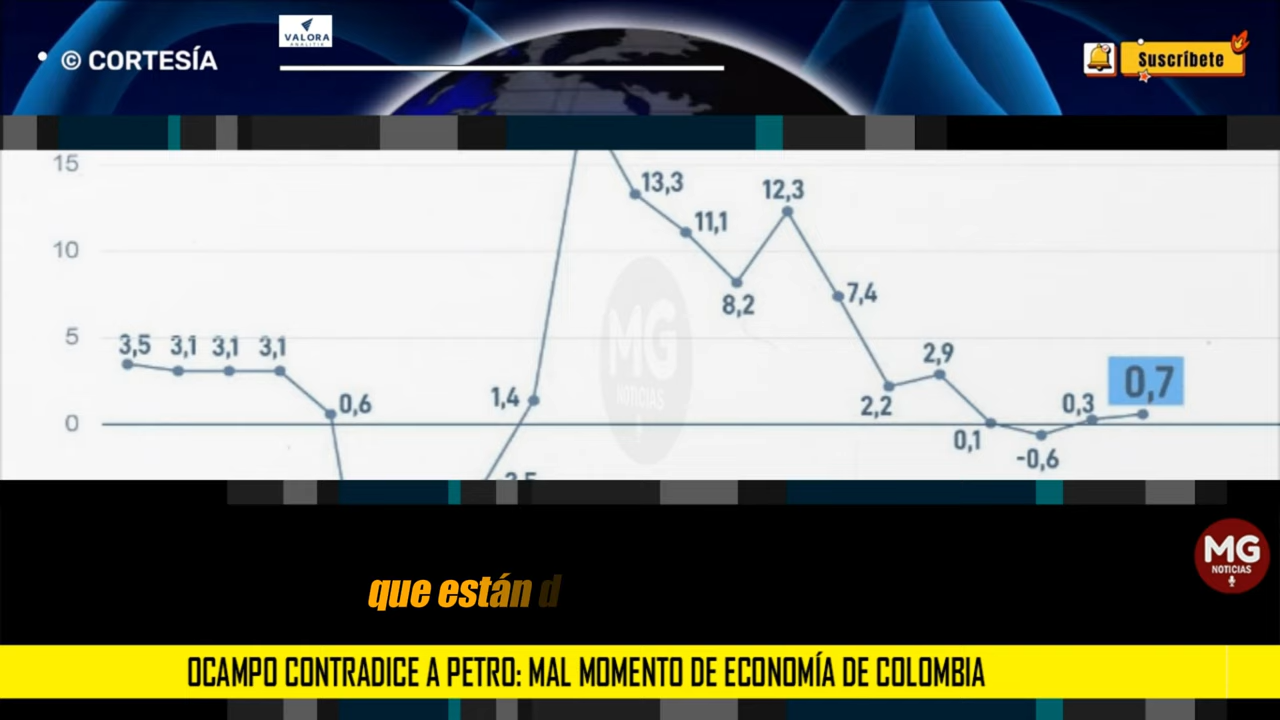 © CORTESÍA
VALORA
ANALITIK
Suscríbete
15
13,3
12,3
11,1
10
8,2
7,4
5
3,5 3,1 3,1 3,1
2,9
0,7
0,6
1,4
2,2
0,3
0
0,1
-0,6
MG
NOTICIAS
que están d
MG
NOTICIAS
OCAMPO CONTRADICE A PETRO: MAL MOMENTO DE ECONOMÍA DE COLOMBIA